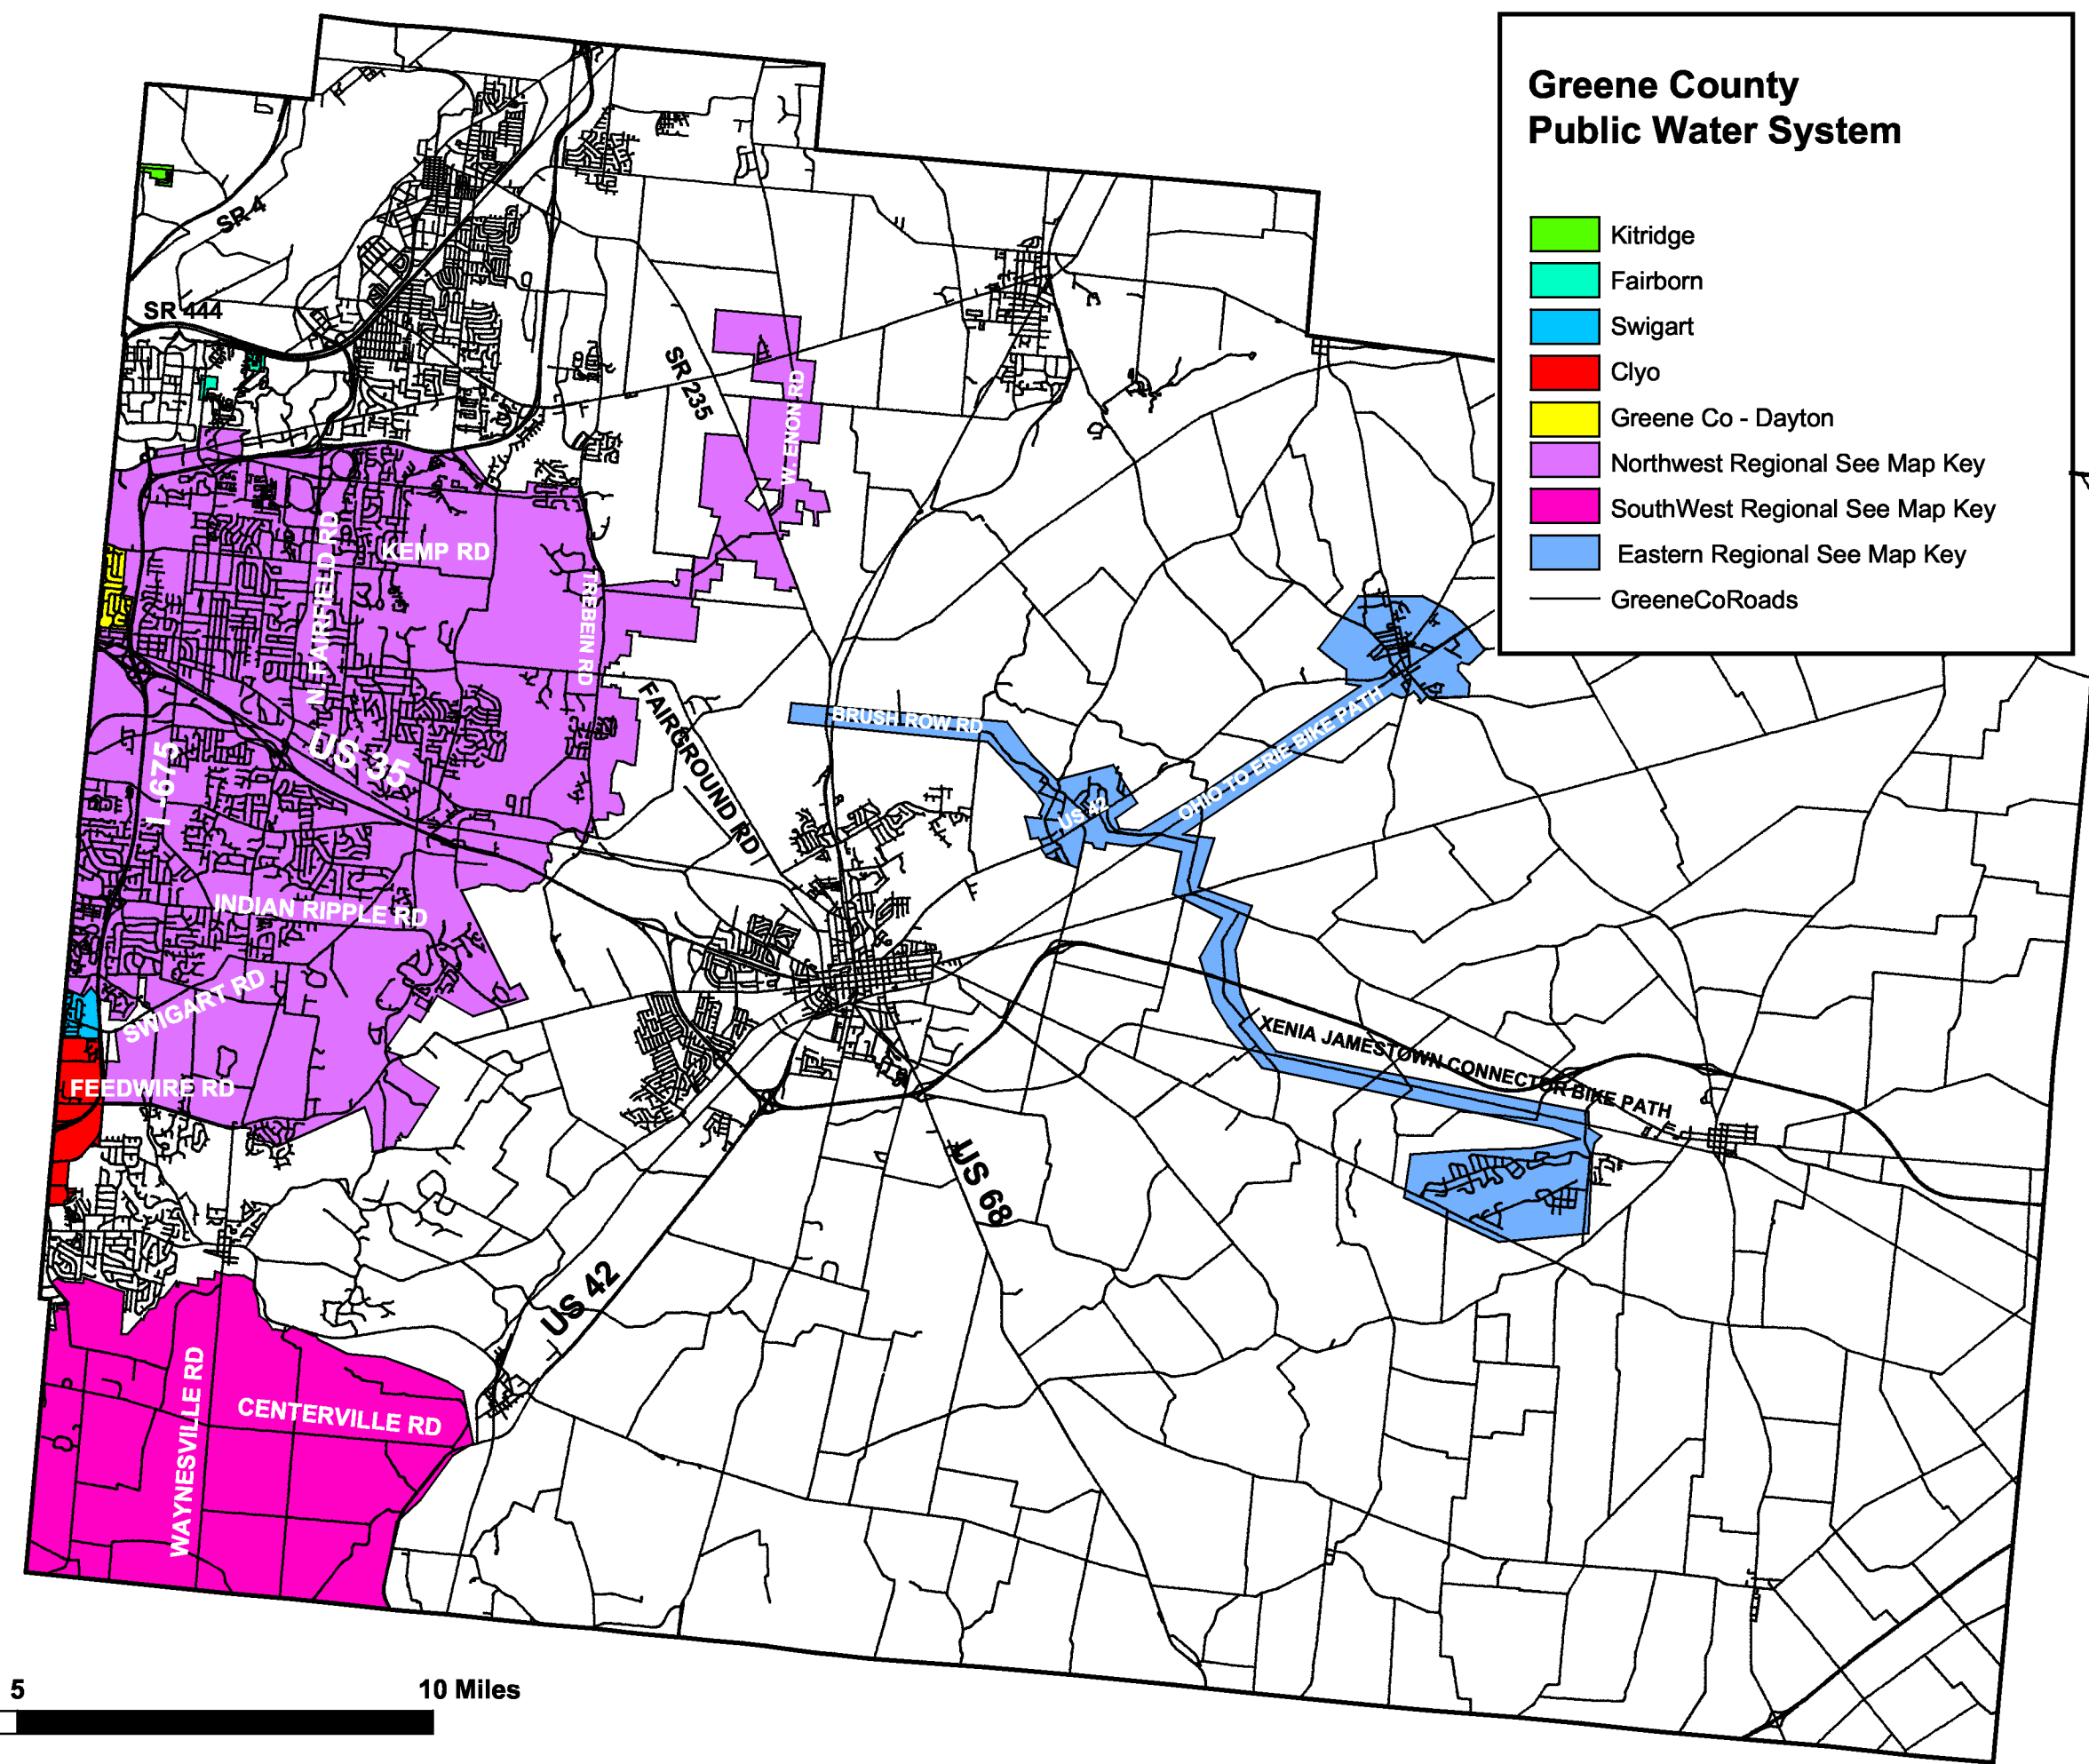 Greene County
Public Water System
Kitridge
Fairborn
Swigart
Clyo
Greene Co - Dayton
Northwest Regional See Map Key
SouthWest Regional See Map Key
Eastern Regional See Map Key
GreeneCoRoads
SR 4
SR 444
SR 235
W. ENON RD
KEMP RD
N FAIRFIELD RD
TREBEIN RD
FAIRGROUND RD
BRUSH ROW RD
OHIO TO ERIE BIKE PATH
US 42
US 35
I -675
INDIAN RIPPLE RD
SWIGART RD
FEEDWIRE RD
XENIA JAMESTOWN CONNECTOR BIKE PATH
US 68
US 42
WAYNESVILLE RD
CENTERVILLE RD
5
10 Miles